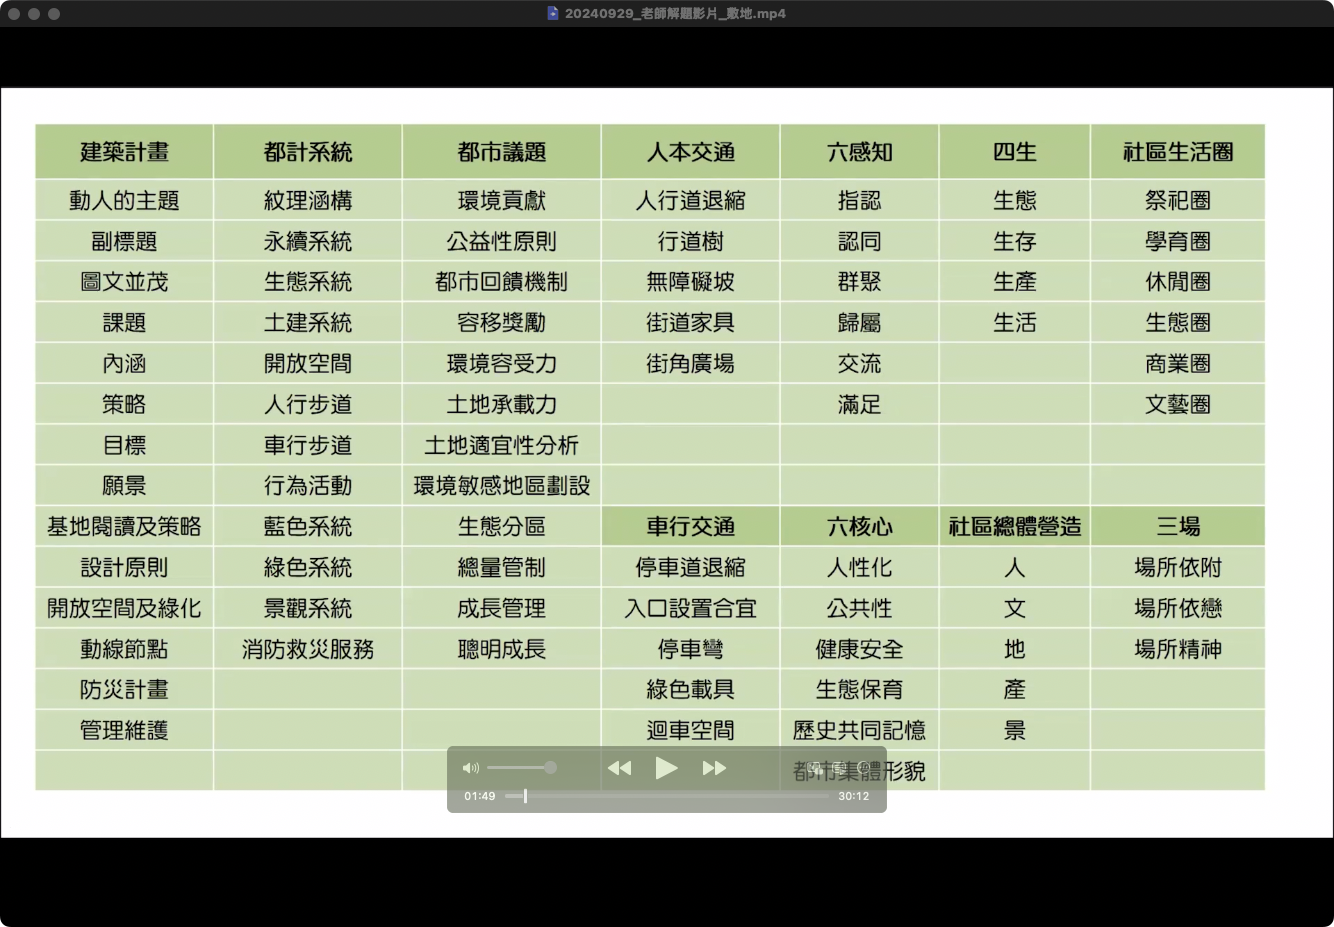 20240929_老師解題影片_敷地.mp4
建築計畫 都計系統 都市議題 人本交通 六感知 四生 社區生活圈
動人的主題 紋理涵構 環境貢獻 人行道退縮 指認 生態 祭祀圈
副標題 永續系統 公益性原則 行道樹 認同 生存 學育圈
圖文並茂 生態系統 都市回饋機制 無障礙坡 群聚 生產 休閒圈
課題 土建系統 容移獎勵 街道家具 歸屬 生活 生態圈
內涵 開放空間 環境容受力 街角廣場 交流 商業圈
策略 人行步道 土地承載力 滿足 文藝圈
目標 車行步道 土地適宜性分析
願景 行為活動 環境敏感地區劃設
基地閱讀及策略 藍色系統 生態分區 車行交通 六核心 社區總體營造 三場
設計原則 綠色系統 總量管制 停車道退縮 人性化 人 場所依附
開放空間及綠化 景觀系統 成長管理 入口設置合宜 公共性 文 場所依戀
動線節點 消防救災服務 聰明成長 停車彎 健康安全 地 場所精神
防災計畫 綠色載具 生態保育 產
管理維護 迴車空間 歷史共同記憶 景
都市集體形貌
01:49 30:12